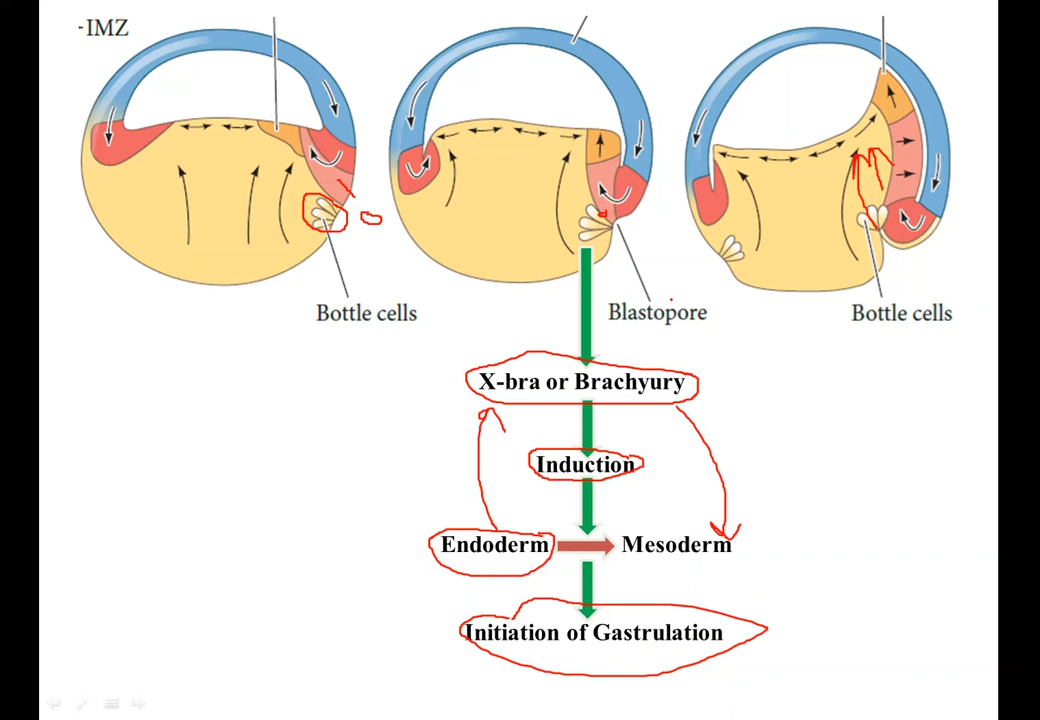 -IMZ
Bottle cells
Blastopore
Bottle cells
X-bra or Brachyury
Induction
Endoderm Mesoderm
Initiation of Gastrulation